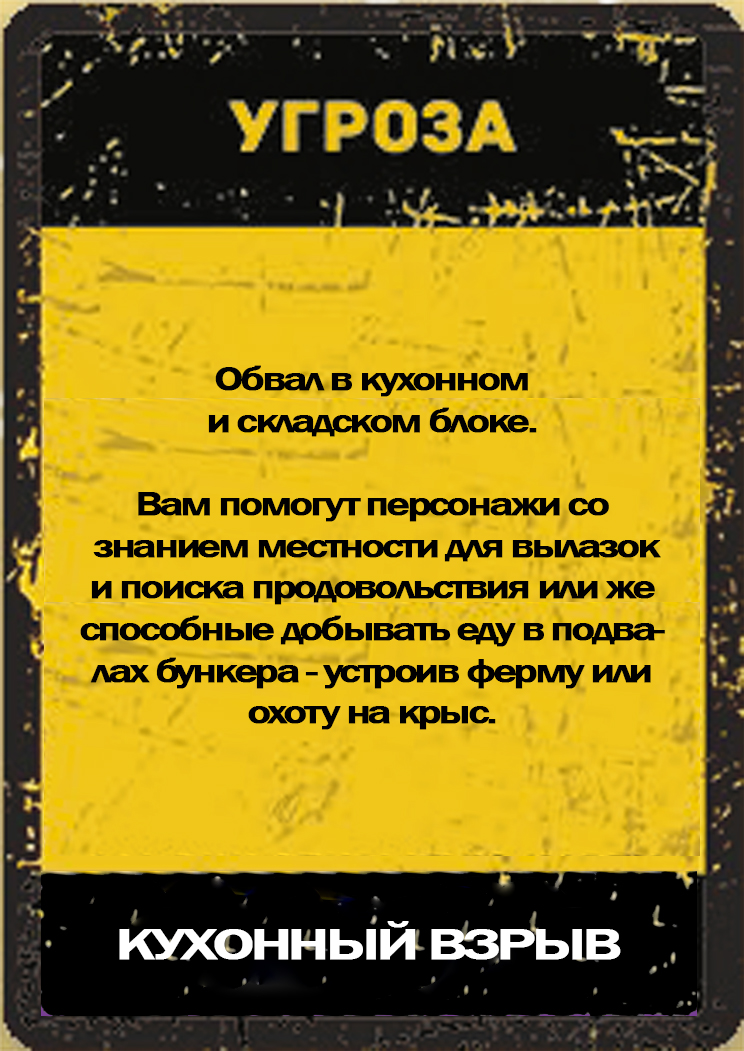 УГРОЗА
Обвал в кухонном
и складском блоке.
Вам помогут персонажи со
знанием местности для вылазок
и поиска продовольствия или же
способные добывать еду в подва-
лах бункера - устроив ферму или
охоту на крыс.
КУХОННЫЙ ВЗРЫВ